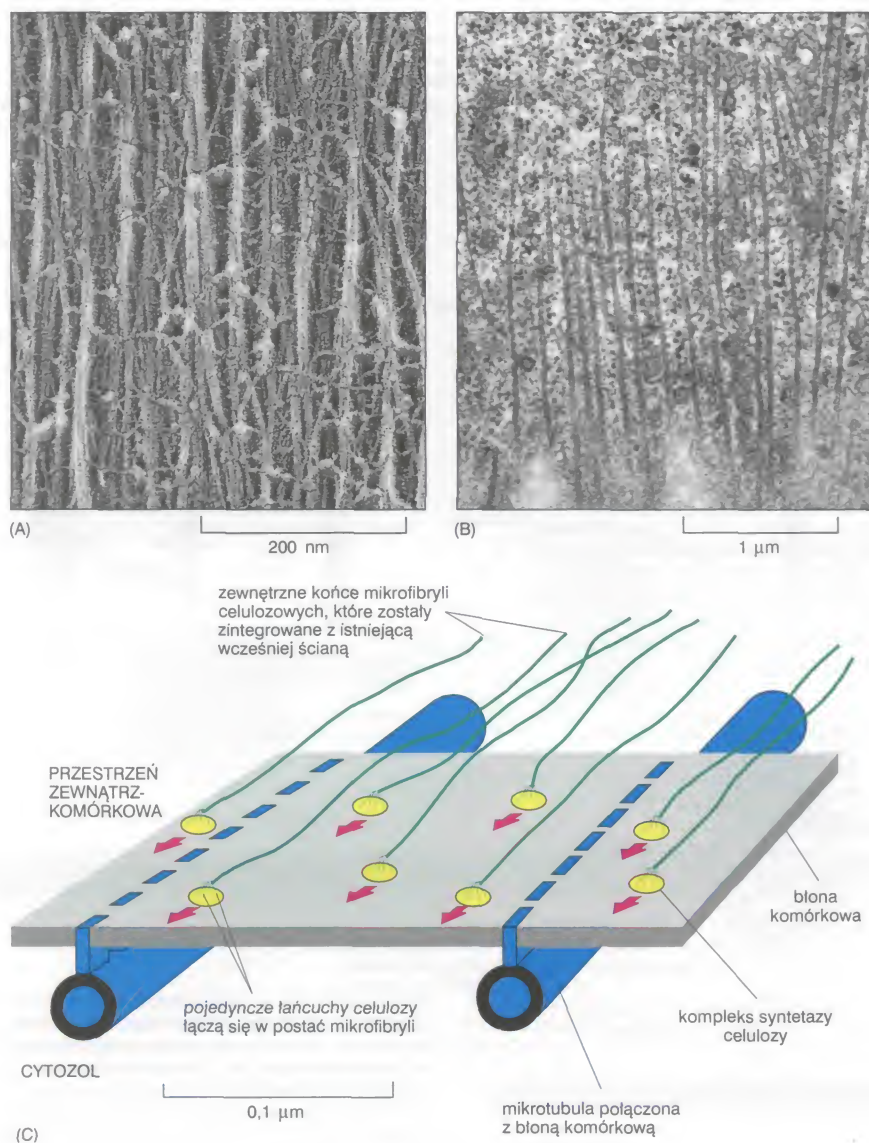 (A)
200 nm
(B)
1 μm
zewnętrzne końce mikrofibryli
celulozowych, które zostały
zintegrowane z istniejącą
wcześniej ścianą
PRZESTRZEŃ
ZEWNĄTRZ-
KOMÓRKOWA
błona
komórkowa
pojedyncze łańcuchy celulozy
łączą się w postać mikrofibryli
kompleks syntetazy
celulozy
CYTOZOL
0,1 μm
mikrotubula połączona
z błoną komórkową
(C)